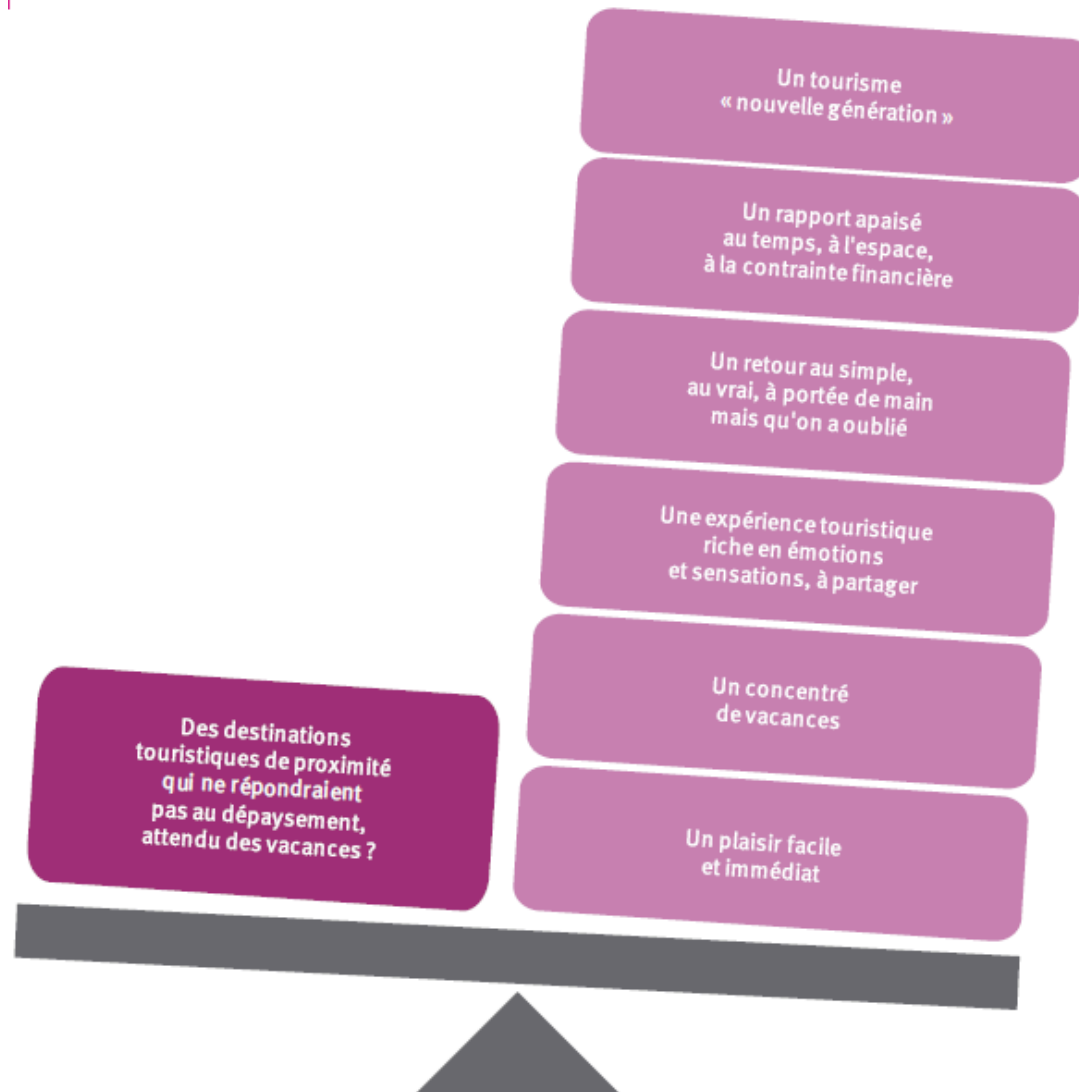 Un tourisme
« nouvelle génération »
Un rapport apaisé
au temps, à l'espace,
à la contrainte financière
Un retour au simple,
au vrai, à portée de main
mais qu'on a oublié
Une expérience touristique
riche en émotions
et sensations, à partager
Un concentré
de vacances
Un plaisir facile
et immédiat
Des destinations
touristiques de proximité
qui ne répondraient
pas au dépaysement,
attendu des vacances ?